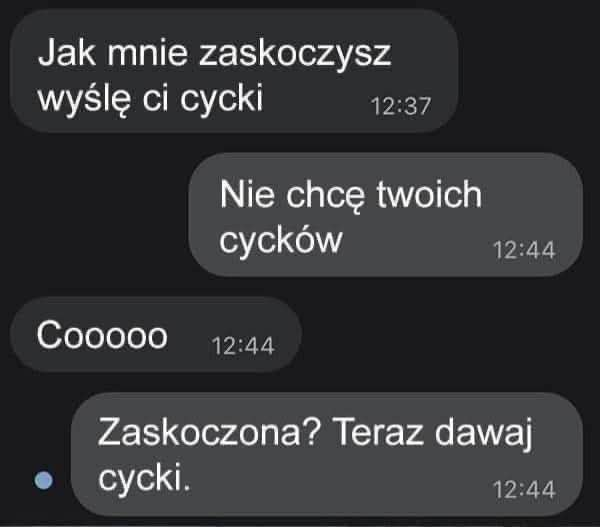 Jak mnie zaskoczysz
wyślę ci cycki
12:37
Nie chcę twoich
cycków
12:44
Cooooo
12:44
Zaskoczona? Teraz dawaj
cycki.
12:44